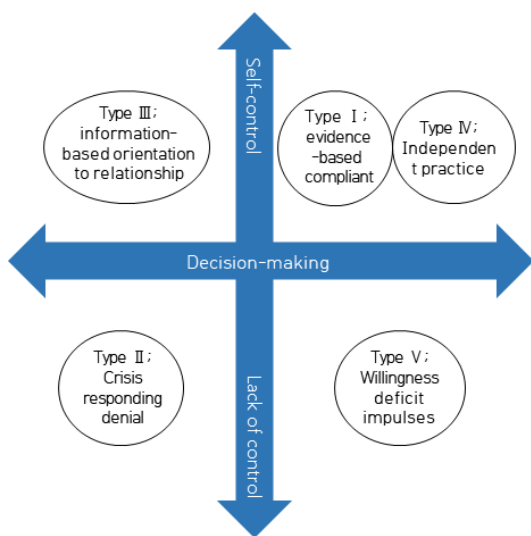 Self-control
Type Ⅲ;
information-
based orientation
to relationship
Type Ⅰ;
evidence
-based
compliant
Type Ⅳ;
Independen
t practice
Decision-making
Type Ⅱ;
Crisis
responding
denial
Lack of control
Type Ⅴ;
Willingness
deficit
impulses